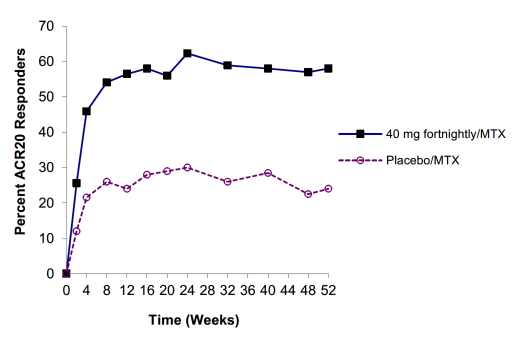 Percent ACR20 Responders
70
60
50
40
30
20
10
0
0 4 8 12 16 20 24 28 32 36 40 44 48 52
Time (Weeks)
40 mg fortnightly/MTX
Placebo/MTX